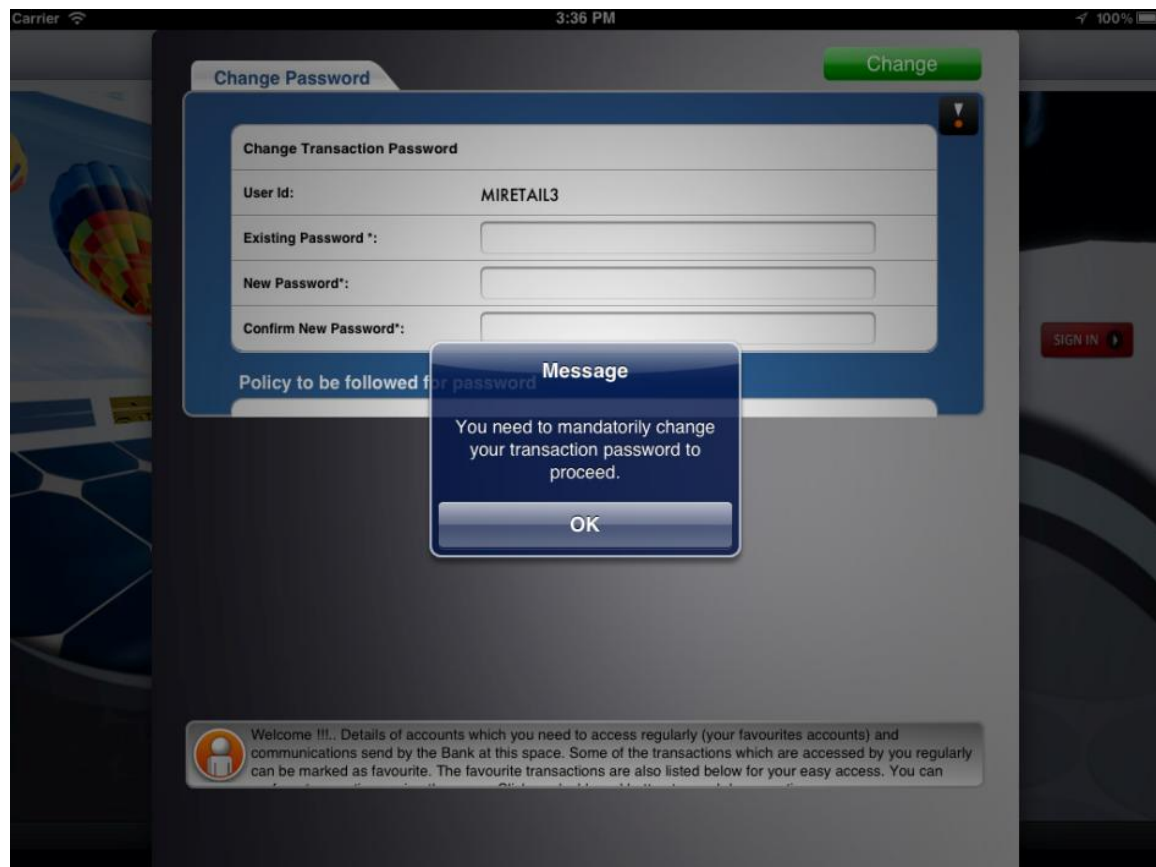 Carrier 3:36 PM 100%
Change
Change Password
Change Transaction Password
User Id: MIRETAIL3
Existing Password *:
New Password*:
Confirm New Password*:
SIGN IN
Policy to be followed for password
Message
You need to mandatorily change
your transaction password to
proceed.
OK
Welcome !!!.. Details of accounts which you need to access regularly (your favourites accounts) and
communications send by the Bank at this space. Some of the transactions which are accessed by you regularly
can be marked as favourite. The favourite transactions are also listed below for your easy access. You can